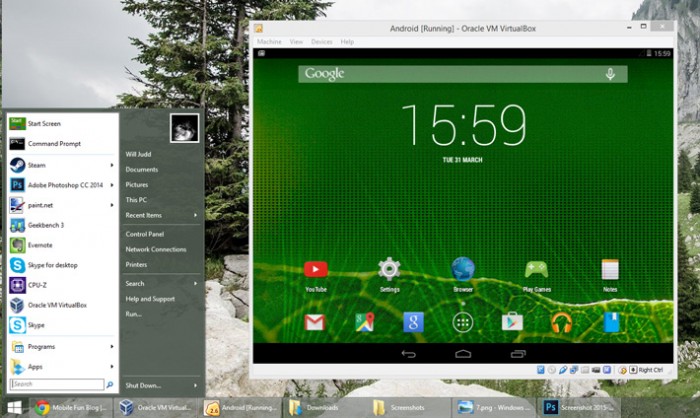 Android [Running] - Oracle VM VirtualBox
Machine View Devices Help
15:59
Google
15:59
TUE 31 MARCH
YouTube
Settings
Browser
Play Games
Notes
Right Ctrl
Start Screen
Command Prompt
Steam
Adobe Photoshop CC 2014
paint.net
Geekbench 3
Evernote
Skype for desktop
CPU-Z
Oracle VM VirtualBox
Skype
Programs
Apps
Search
Will Judd
Documents
Pictures
This PC
Recent Items
Control Panel
Network Connections
Printers
Search
Help and Support
Run...
Shut Down...
Mobile Fun Blog |
Oracle VM Virtual...
Android [Running...
Downloads
Screenshots
7.png - Windows
Screenshot 2015-